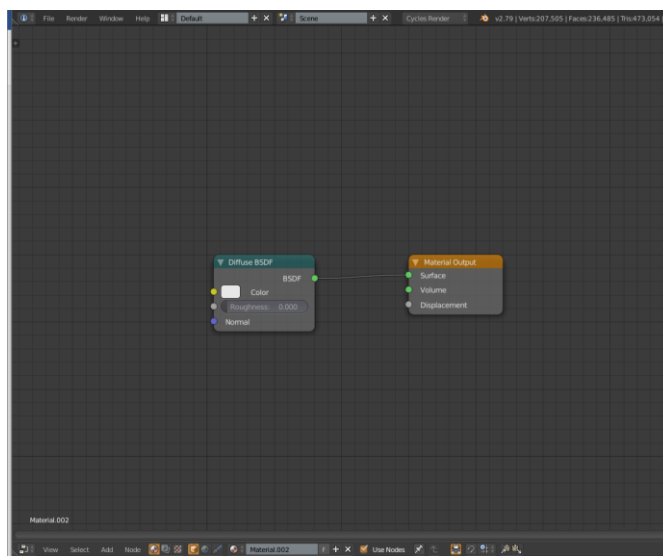 File Render Window Help Default Scene Cycles Render v2.79 | Verts:207,505 | Faces:236,485 | Tris:473,054 |
Diffuse BSDF
BSDF
Color
Roughness: 0.000
Normal
Material Output
Surface
Volume
Displacement
Material.002
View Select Add Node Material.002 F Use Nodes